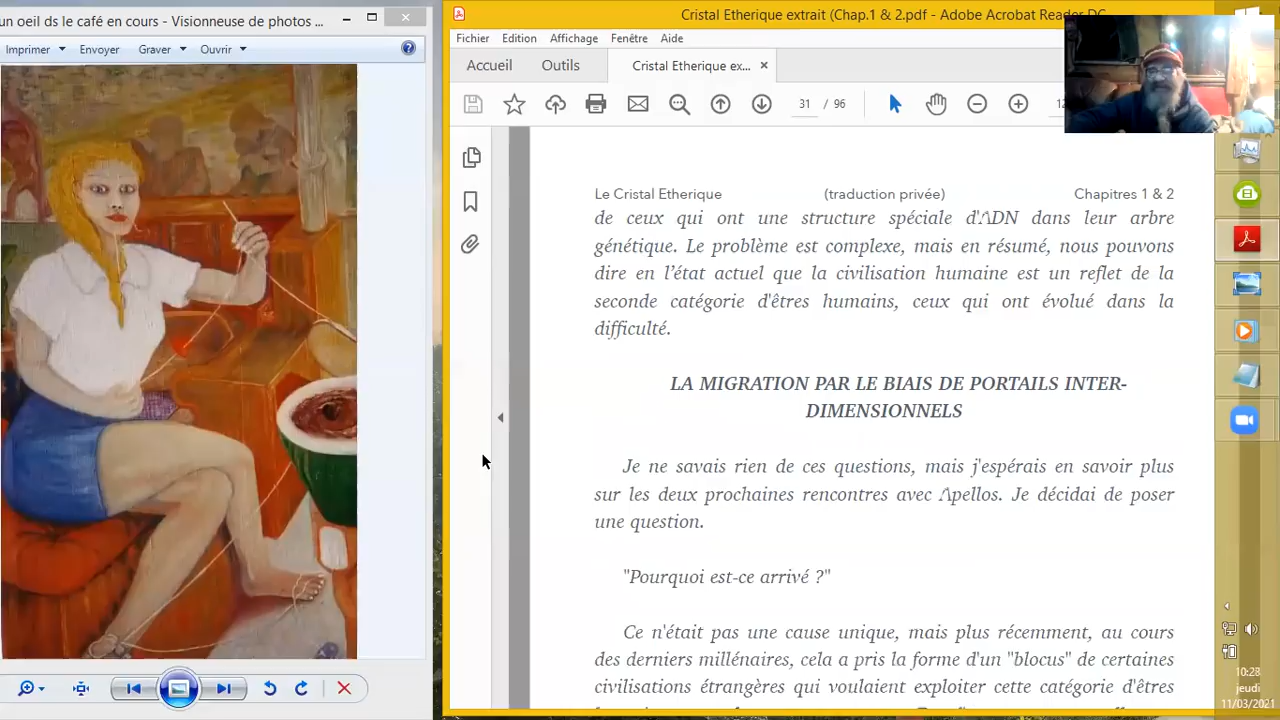 un oeil ds le café en cours - Visionneuse de photos ...
Imprimer
Envoyer
Graver
Ouvrir
Cristal Etherique extrait (Chap.1 & 2.pdf - Adobe Acrobat Reader DC
Fichier
Edition
Affichage
Fenêtre
Aide
Accueil
Outils
Cristal Etherique ex...
31 / 96
Le Cristal Etherique (traduction privée) Chapitres 1 & 2
de ceux qui ont une structure spéciale d'ADN dans leur arbre
génétique. Le problème est complexe, mais en résumé, nous pouvons
dire en l'état actuel que la civilisation humaine est un reflet de la
seconde catégorie d'êtres humains, ceux qui ont évolué dans la
difficulté.
LA MIGRATION PAR LE BIAIS DE PORTAILS INTER-
DIMENSIONNELS
Je ne savais rien de ces questions, mais j'espérais en savoir plus
sur les deux prochaines rencontres avec Apellos. Je décidai de poser
une question.
"Pourquoi est-ce arrivé ?"
Ce n'était pas une cause unique, mais plus récemment, au cours
des derniers millénaires, cela a pris la forme d'un "blocus" de certaines
civilisations étrangères qui voulaient exploiter cette catégorie d'êtres
10:28
jeudi
11/03/2021